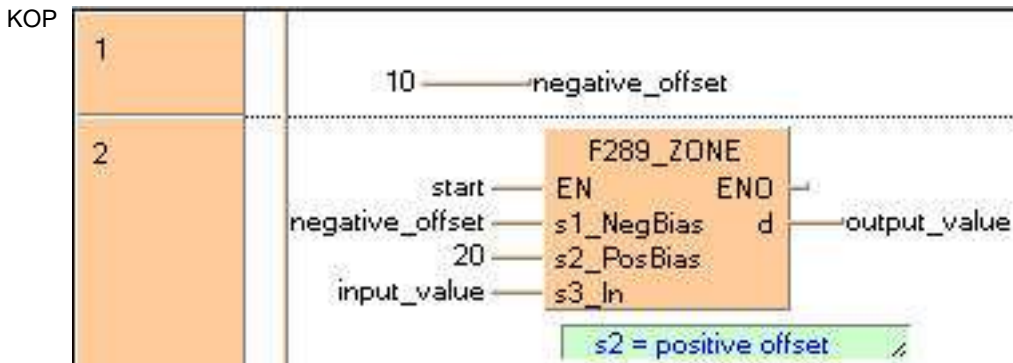 KOP
1
10 negative_offset
2
F289_ZONE
start EN ENO
negative_offset s1_NegBias d output_value
20 s2_PosBias
input_value s3_In
s2 = positive offset